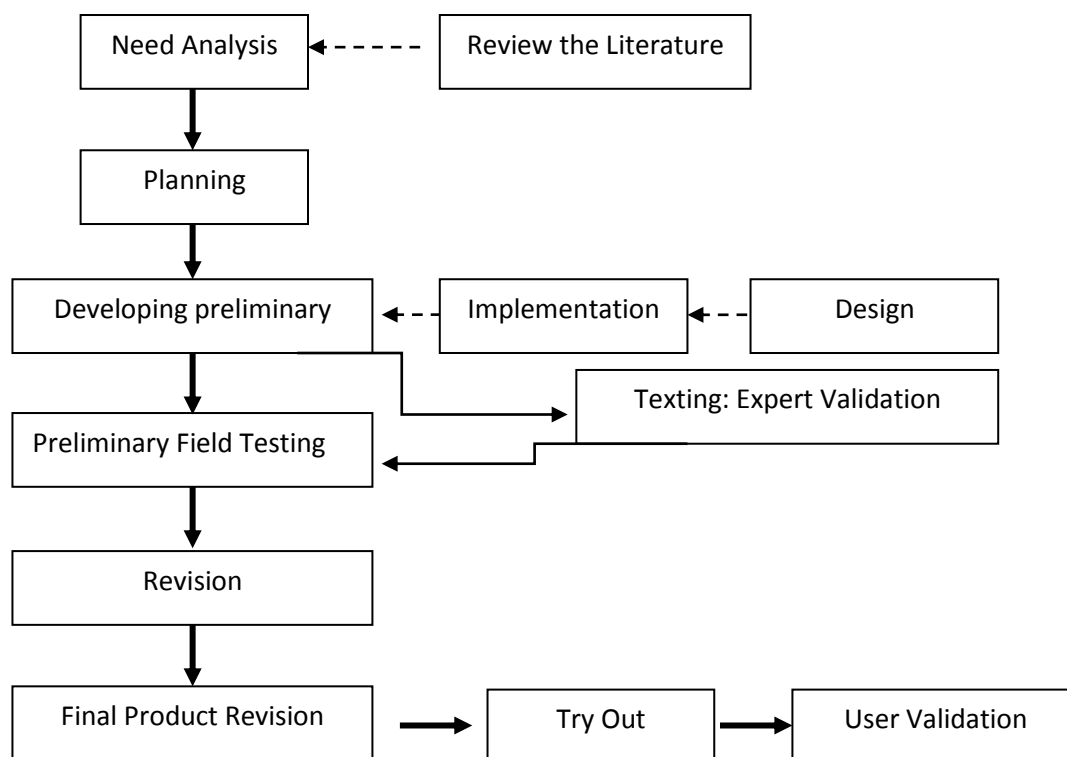 Need Analysis
Review the Literature
Planning
Developing preliminary
Implementation
Design
Texting: Expert Validation
Preliminary Field Testing
Revision
Final Product Revision
Try Out
User Validation